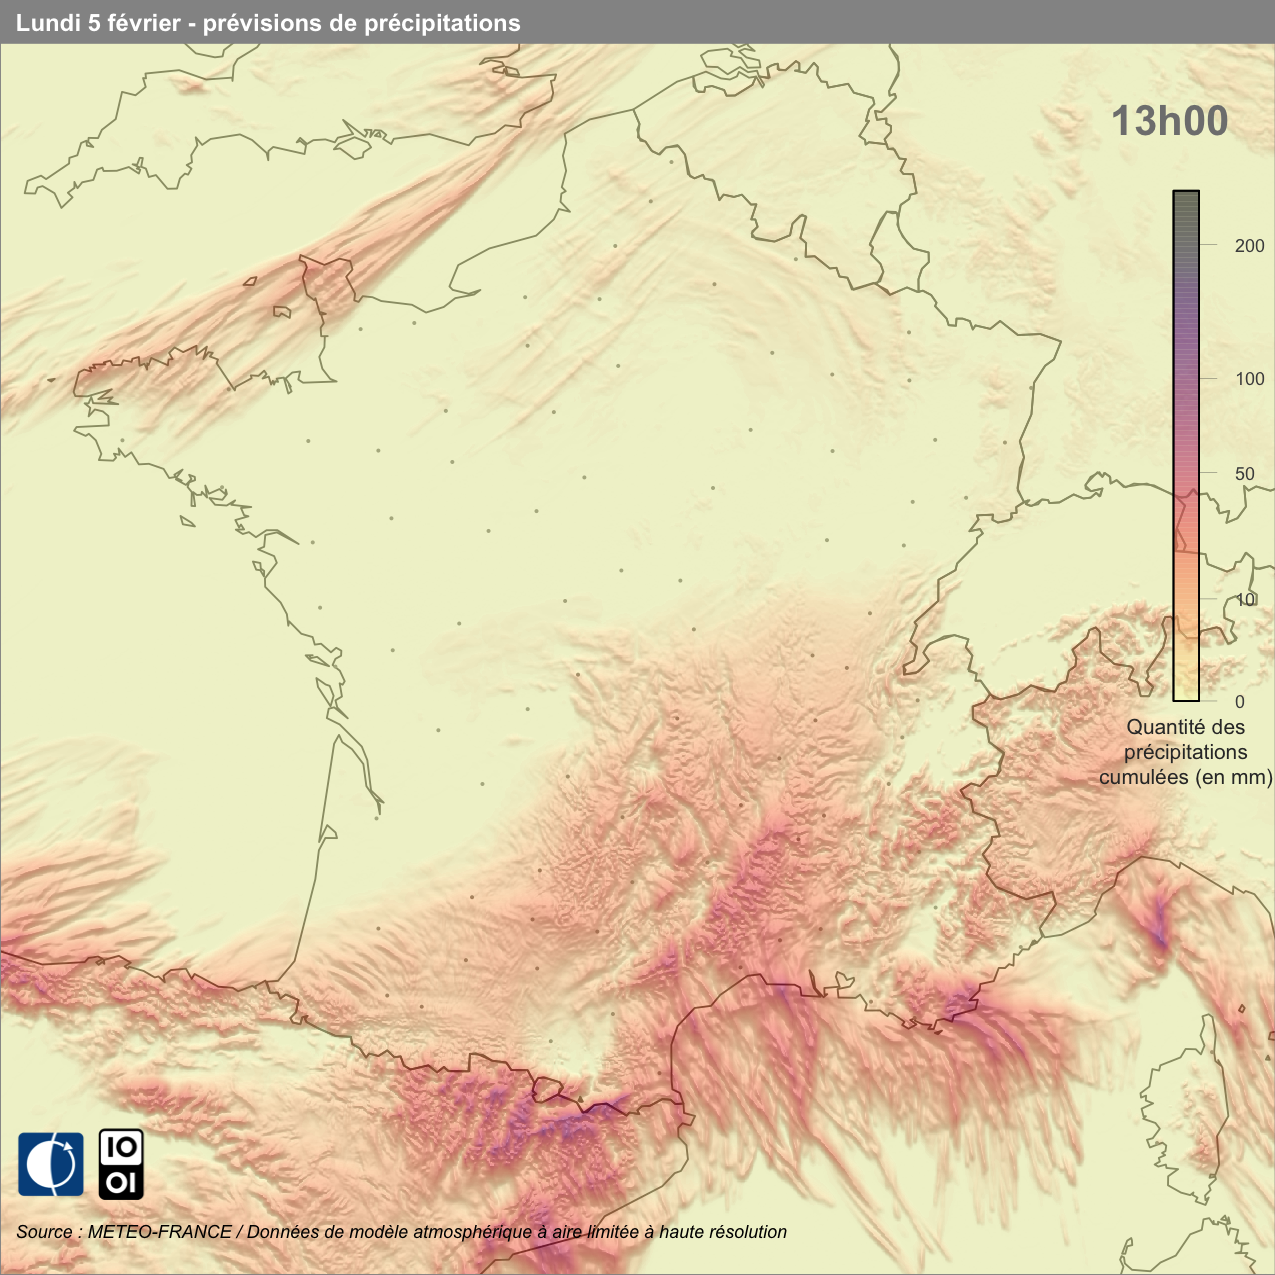 Lundi 5 février - prévisions de précipitations
13h00
200
100
50
10
0
Quantité des
précipitations
cumulées (en mm)
IO
OI
Source : METEO-FRANCE / Données de modèle atmosphérique à aire limitée à haute résolution